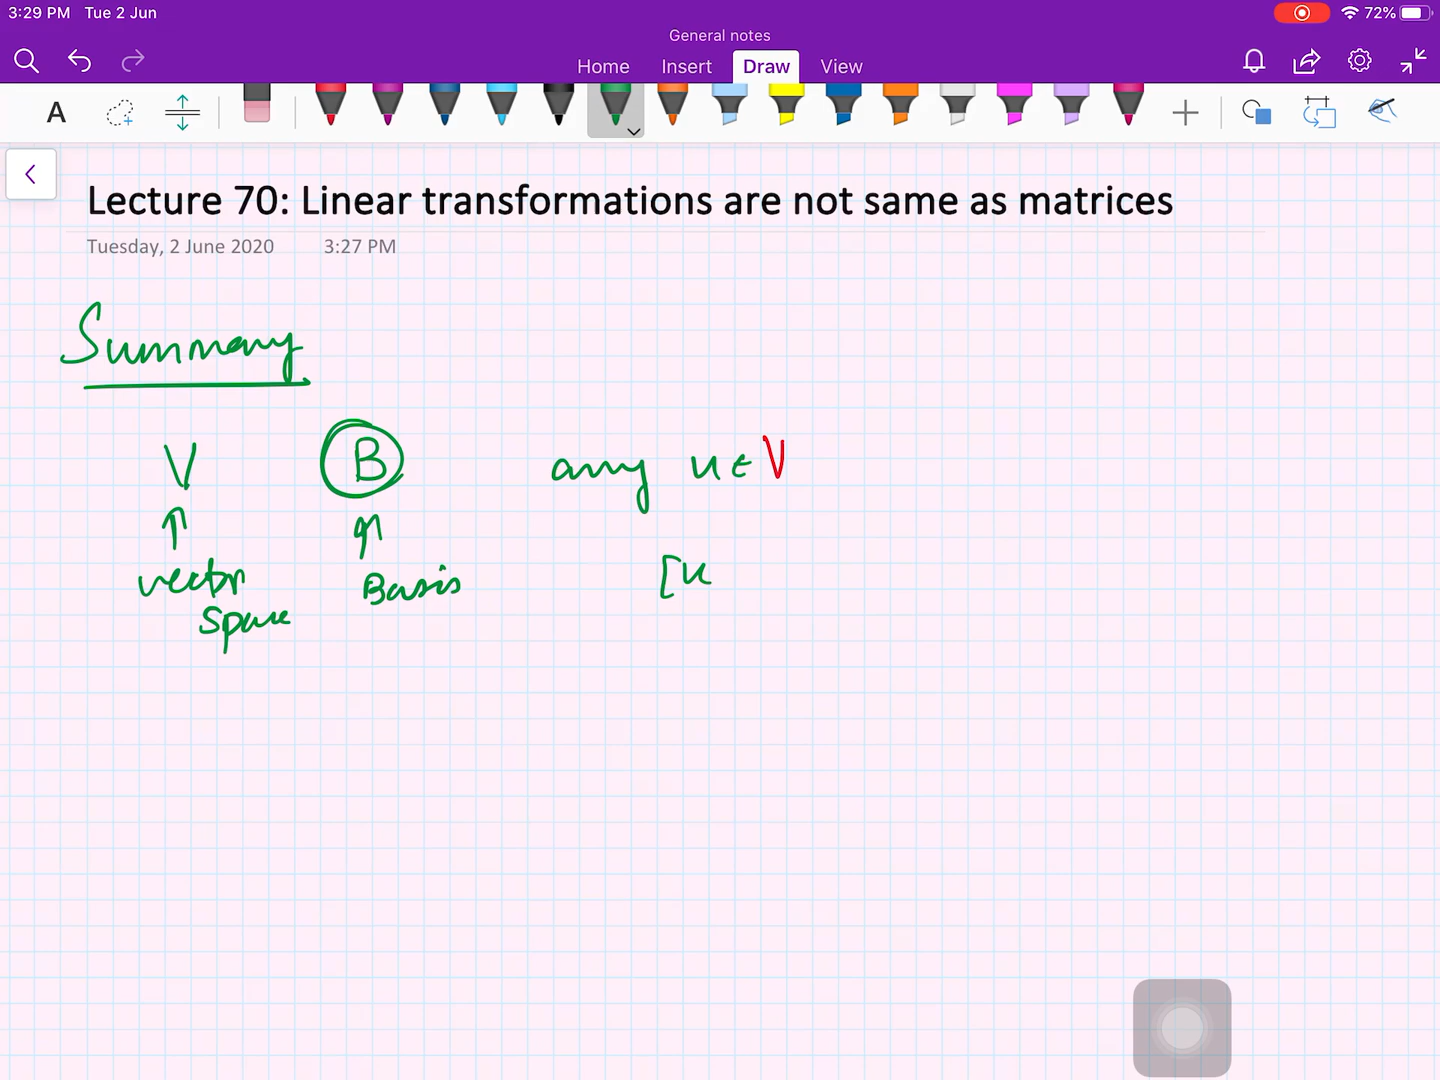 3:29 PM Tue 2 Jun 72%
General notes
Home Insert Draw View
A
Lecture 70: Linear transformations are not same as matrices
Tuesday, 2 June 2020 3:27 PM
Summary
V B any u ∈ V
↑ ↑
vector Basis [u
space